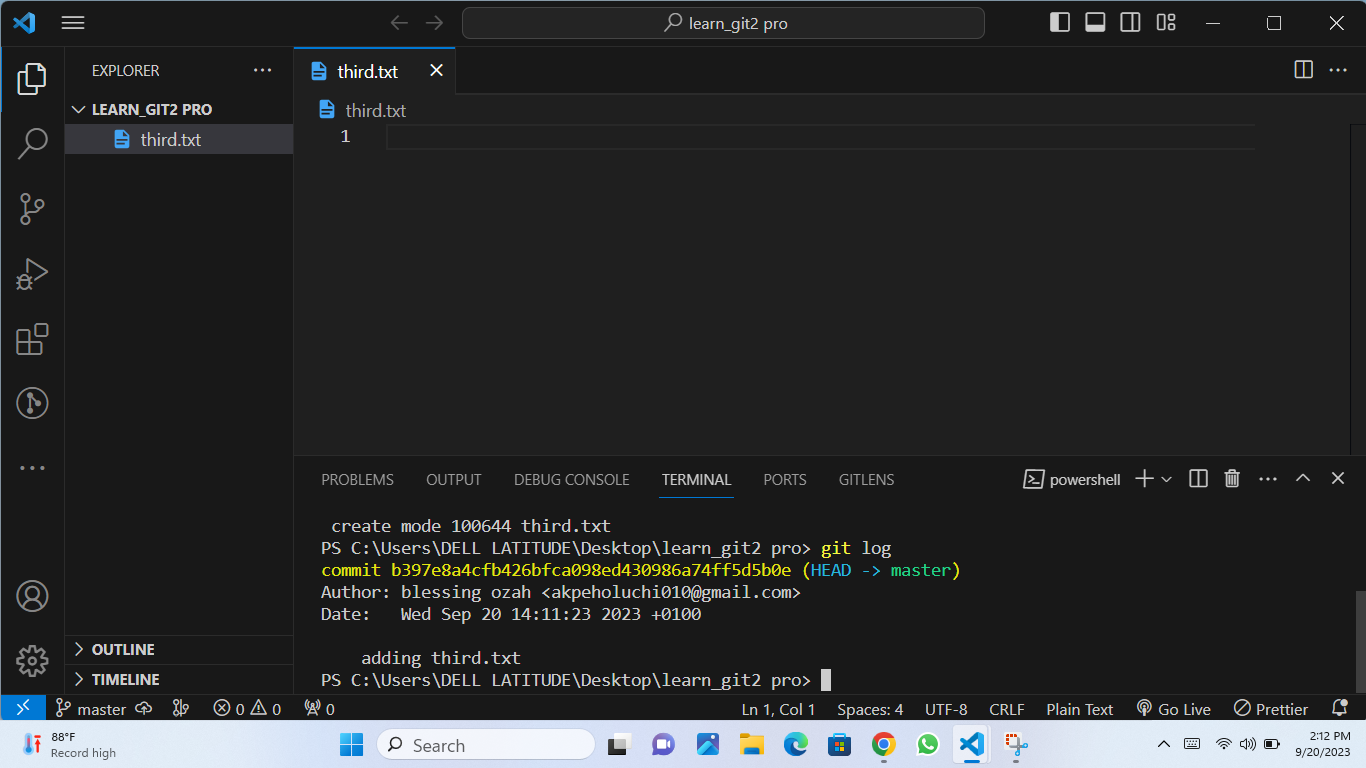 learn_git2 pro
EXPLORER
third.txt
LEARN_GIT2 PRO
third.txt
third.txt
1
PROBLEMS OUTPUT DEBUG CONSOLE TERMINAL PORTS GITLENS powershell
create mode 100644 third.txt
PS C:\Users\DELL LATITUDE\Desktop\learn_git2 pro> git log
commit b397e8a4cfb426bfca098ed430986a74ff5d5b0e (HEAD -> master)
Author: blessing ozah <akpeholuchi010@gmail.com>
Date:   Wed Sep 20 14:11:23 2023 +0100
adding third.txt
PS C:\Users\DELL LATITUDE\Desktop\learn_git2 pro>
OUTLINE
TIMELINE
master 0 0 0 Ln 1, Col 1 Spaces: 4 UTF-8 CRLF Plain Text Go Live Prettier
88°F
Record high
Search
2:12 PM
9/20/2023